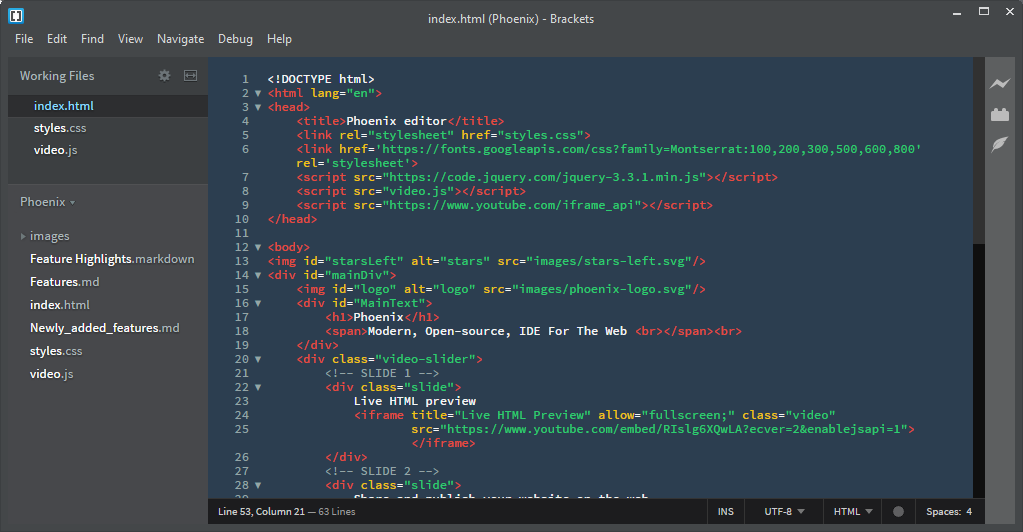 index.html (Phoenix) - Brackets
File Edit Find View Navigate Debug Help
Working Files
index.html
styles.css
video.js
Phoenix
images
Feature Highlights.markdown
Features.md
index.html
Newly_added_features.md
styles.css
video.js
1 <!DOCTYPE html>
2 <html lang="en">
3 <head>
4 <title>Phoenix editor</title>
5 <link rel="stylesheet" href="styles.css">
6 <link href='https://fonts.googleapis.com/css?family=Montserrat:100,200,300,500,600,800'
rel='stylesheet'>
7 <script src="https://code.jquery.com/jquery-3.3.1.min.js"></script>
8 <script src="video.js"></script>
9 <script src="https://www.youtube.com/iframe_api"></script>
10 </head>
11
12 <body>
13 <img id="starsLeft" alt="stars" src="images/stars-left.svg"/>
14 <div id="mainDiv">
15 <img id="logo" alt="logo" src="images/phoenix-logo.svg"/>
16 <div id="MainText">
17 <h1>Phoenix</h1>
18 <span>Modern, Open-source, IDE For The Web <br></span><br>
19 </div>
20 <div class="video-slider">
21 <!-- SLIDE 1 -->
22 <div class="slide">
23 Live HTML preview
24 <iframe title="Live HTML Preview" allow="fullscreen;" class="video"
25 src="https://www.youtube.com/embed/RIslg6XQwLA?ecver=2&enablejsapi=1">
</iframe>
26 </div>
27 <!-- SLIDE 2 -->
28 <div class="slide">
29 Share and publish your website on the web
Line 53, Column 21 — 63 Lines
INS UTF-8 HTML Spaces: 4